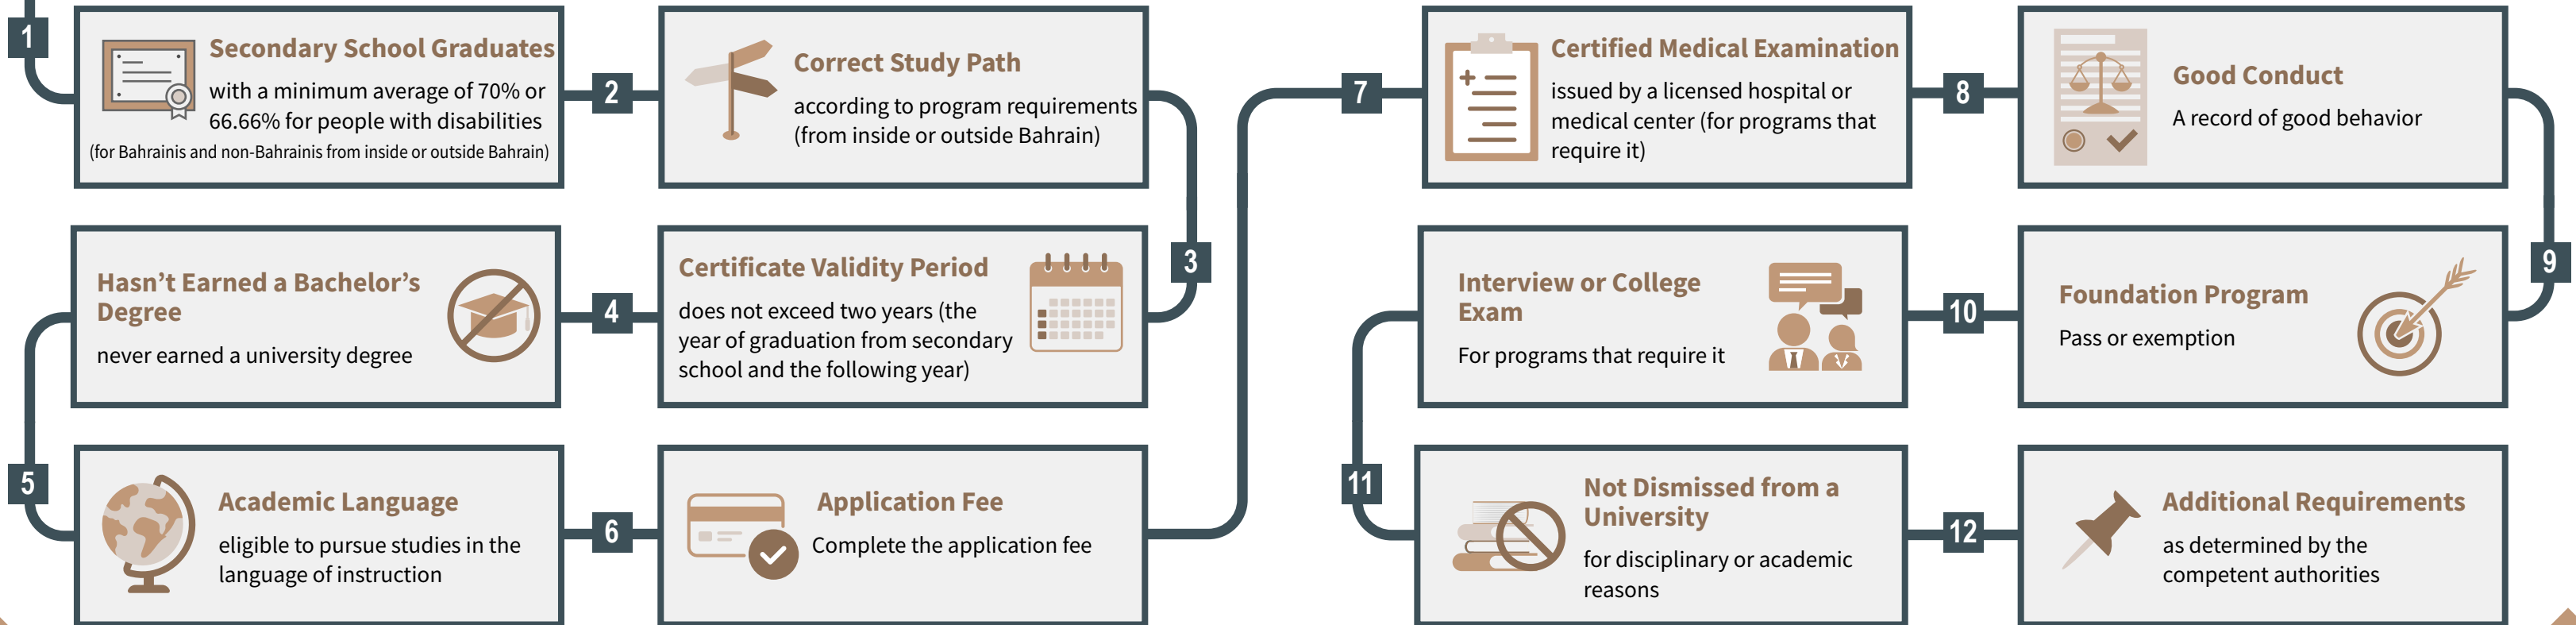 1
Secondary School Graduates
with a minimum average of 70% or
66.66% for people with disabilities
(for Bahrainis and non-Bahrainis from inside or outside Bahrain)
2
Correct Study Path
according to program requirements
(from inside or outside Bahrain)
3
Certificate Validity Period
does not exceed two years (the
year of graduation from secondary
school and the following year)
4
Hasn’t Earned a Bachelor’s
Degree
never earned a university degree
5
Academic Language
eligible to pursue studies in the
language of instruction
6
Application Fee
Complete the application fee
7
Certified Medical Examination
issued by a licensed hospital or
medical center (for programs that
require it)
8
Good Conduct
A record of good behavior
9
Foundation Program
Pass or exemption
10
Interview or College
Exam
For programs that require it
11
Not Dismissed from a
University
for disciplinary or academic
reasons
12
Additional Requirements
as determined by the
competent authorities